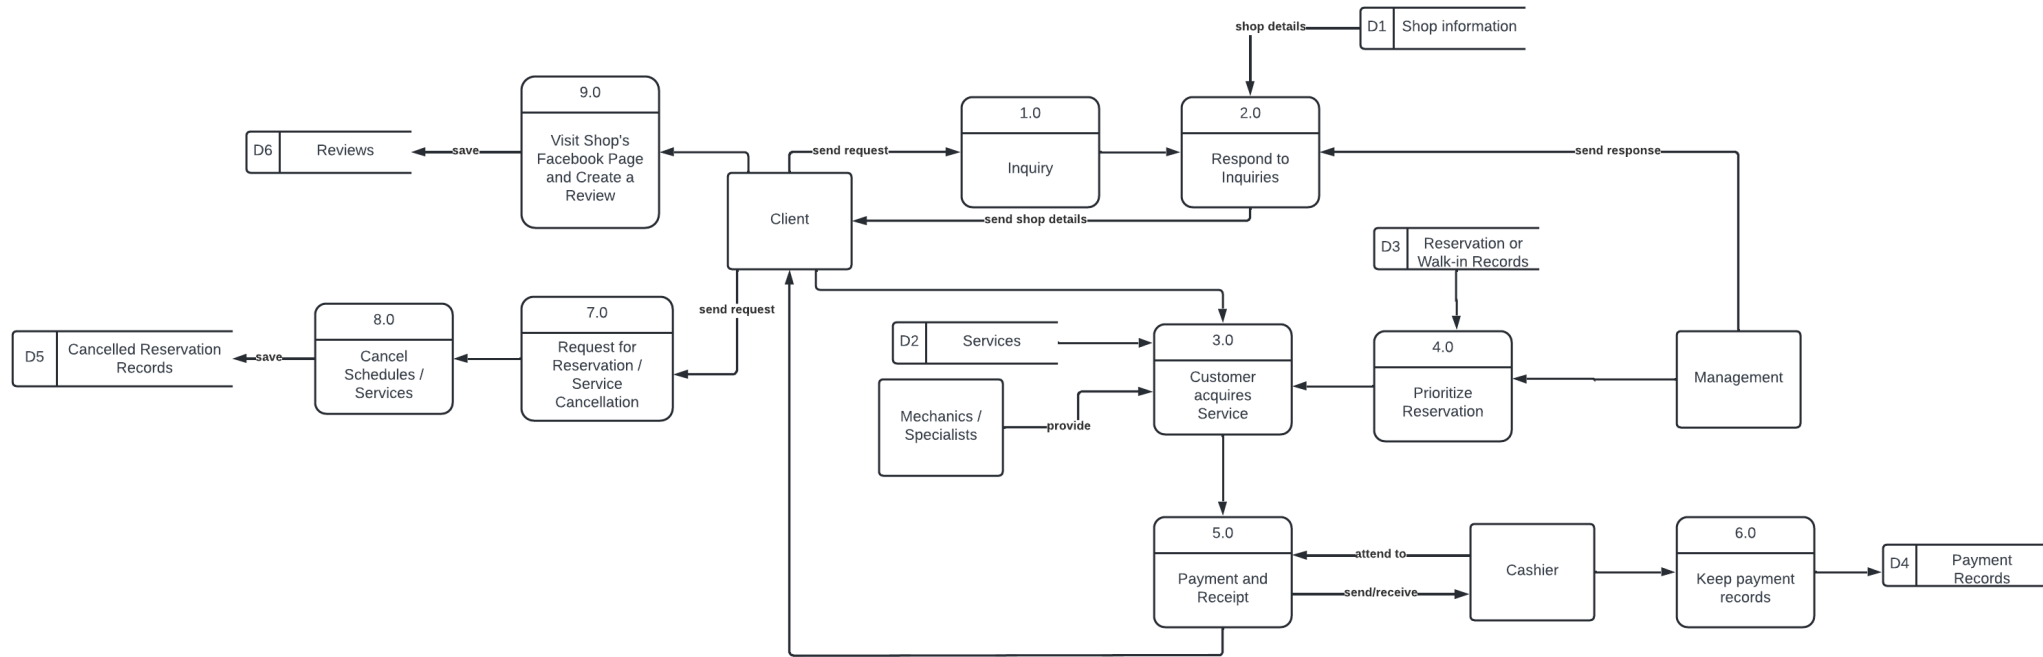 shop details
D1
Shop information
9.0
Visit Shop's
Facebook Page
and Create a
Review
D6
Reviews
save
send request
1.0
Inquiry
2.0
Respond to
Inquiries
send response
Client
send shop details
D3
Reservation or
Walk-in Records
send request
7.0
Request for
Reservation /
Service
Cancellation
8.0
Cancel
Schedules /
Services
save
D5
Cancelled Reservation
Records
D2
Services
3.0
Customer
acquires
Service
4.0
Prioritize
Reservation
Management
Mechanics /
Specialists
provide
5.0
Payment and
Receipt
attend to
send/receive
Cashier
6.0
Keep payment
records
D4
Payment
Records